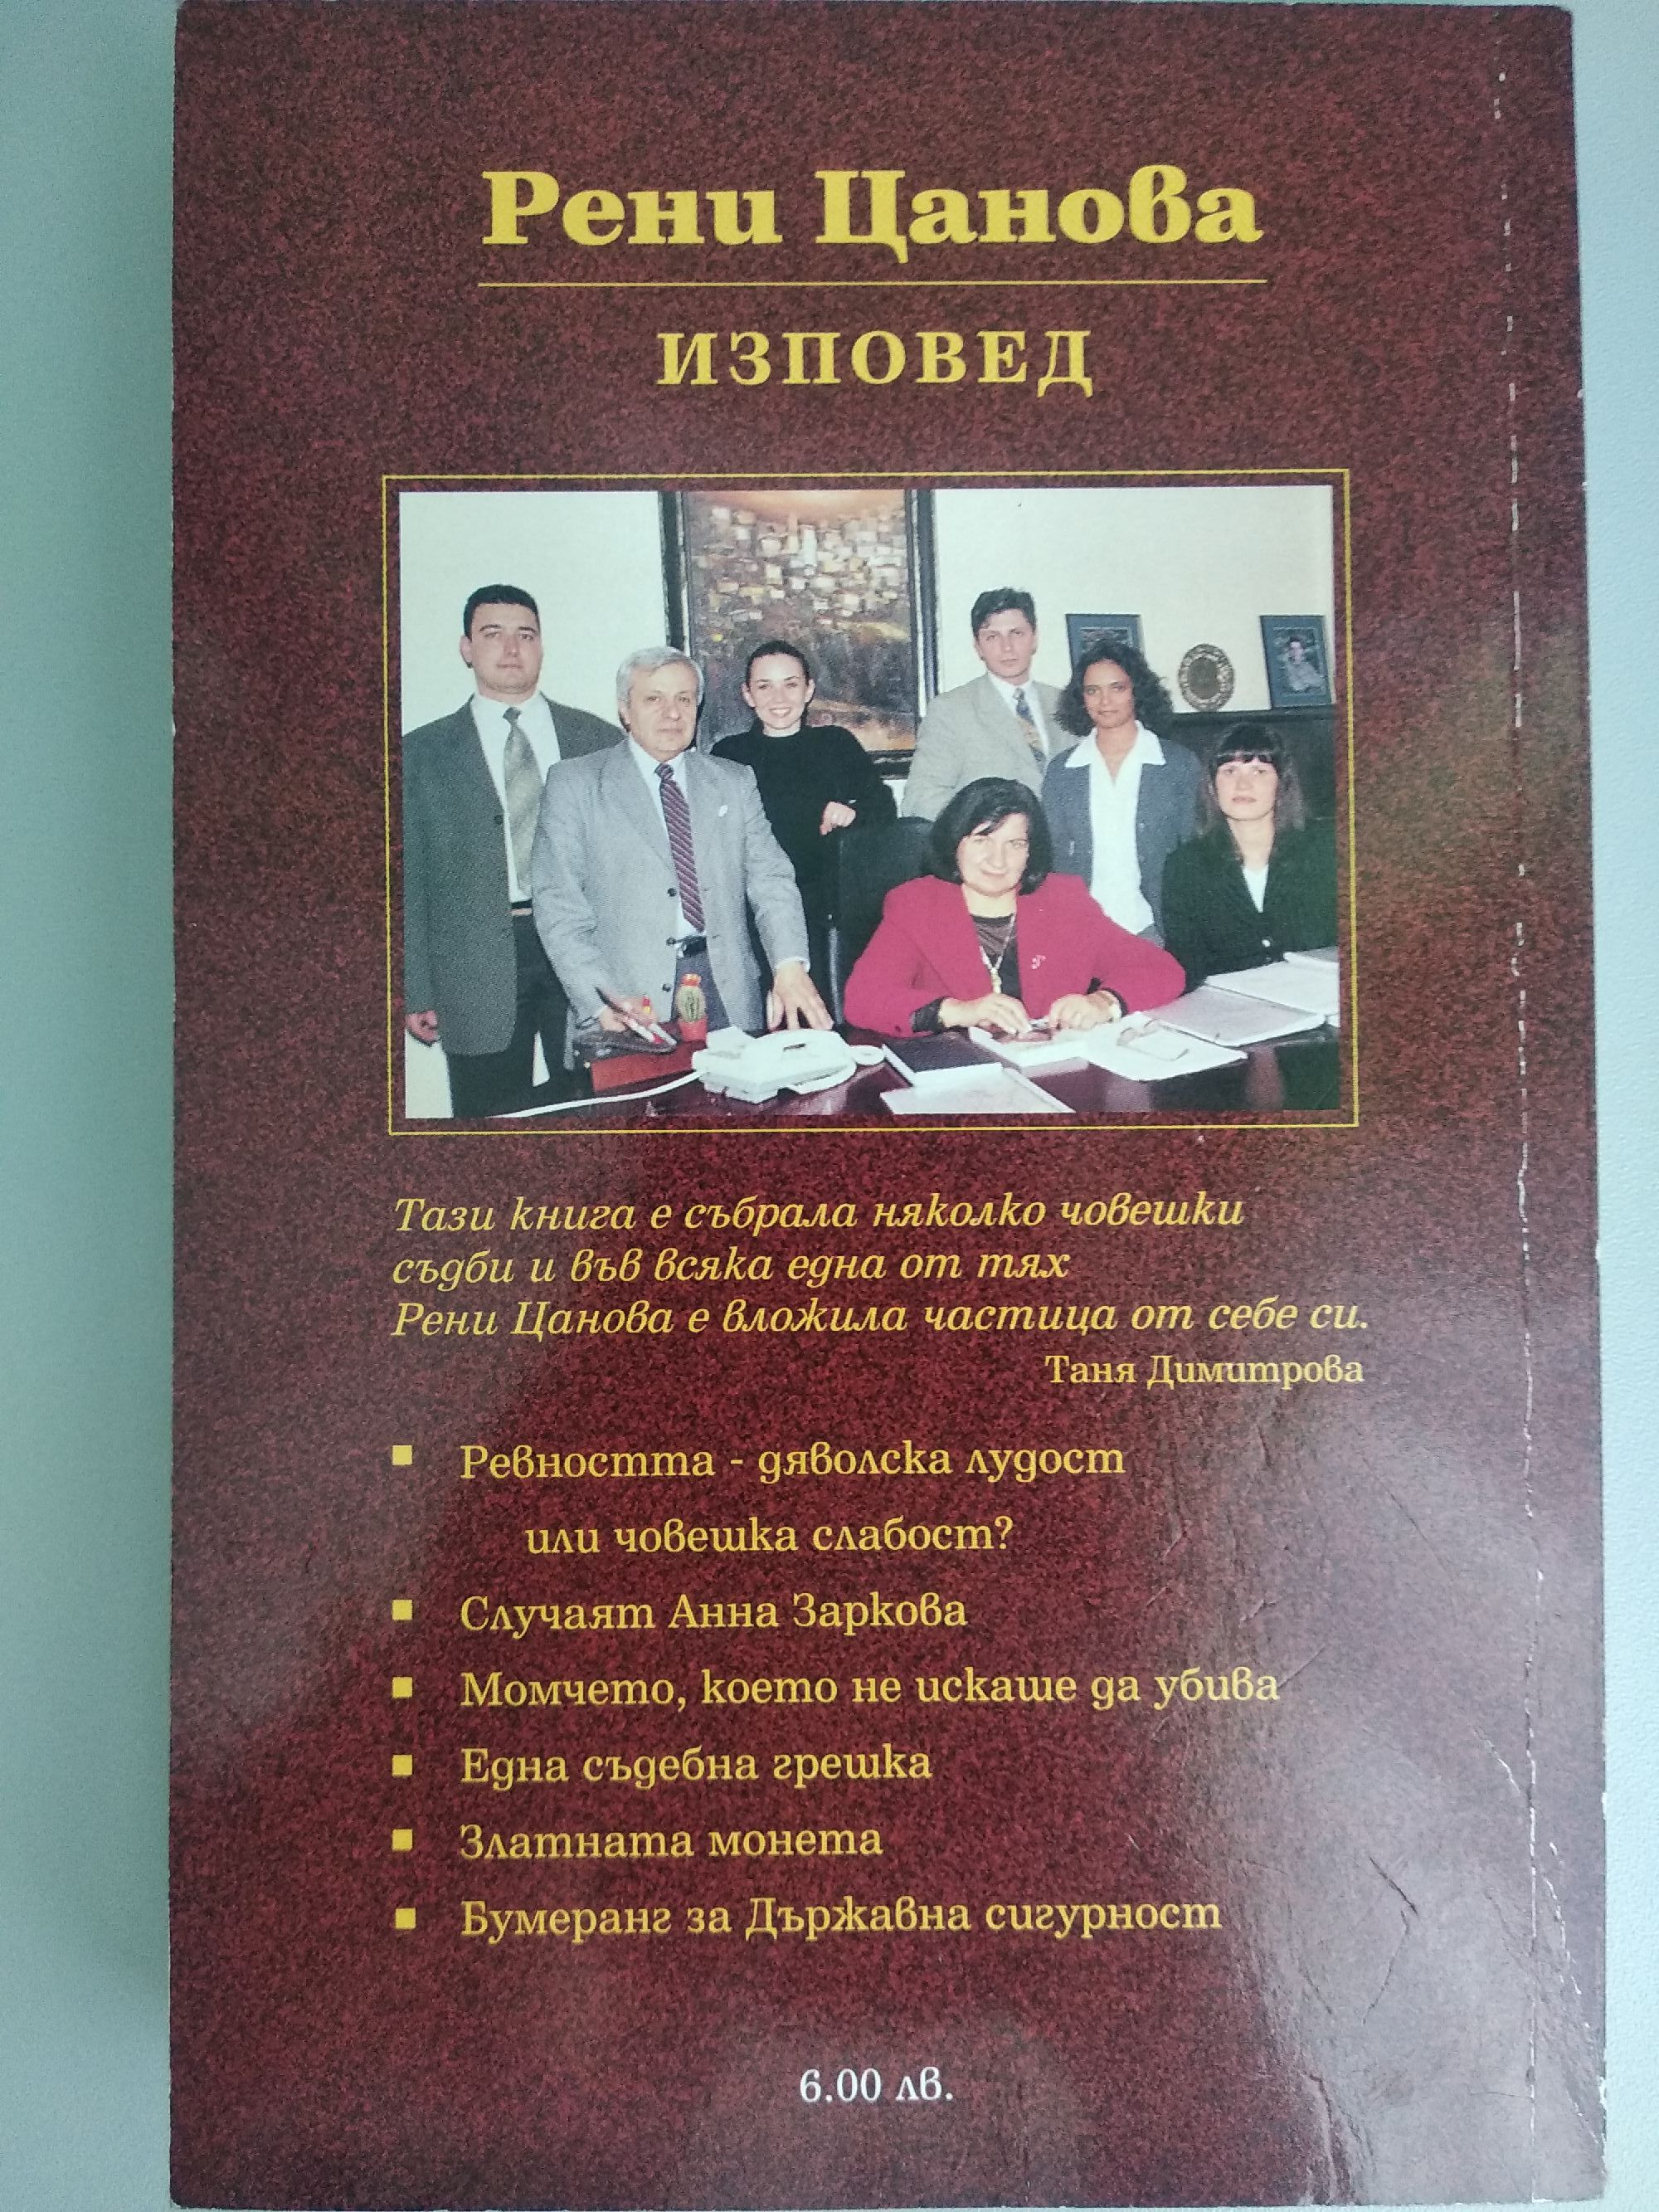 Рени Цанова
ИЗПОВЕД
Тази книга е събрала няколко човешки
съдби и във всяка една от тях
Рени Цанова е вложила частица от себе си.
Таня Димитрова
▪ Ревността - дяволска лудост
или човешка слабост?
▪ Случаят Анна Заркова
▪ Момчето, което не искаше да убива
▪ Една съдебна грешка
▪ Златната монета
▪ Бумеранг за Държавна сигурност
6.00 лв.